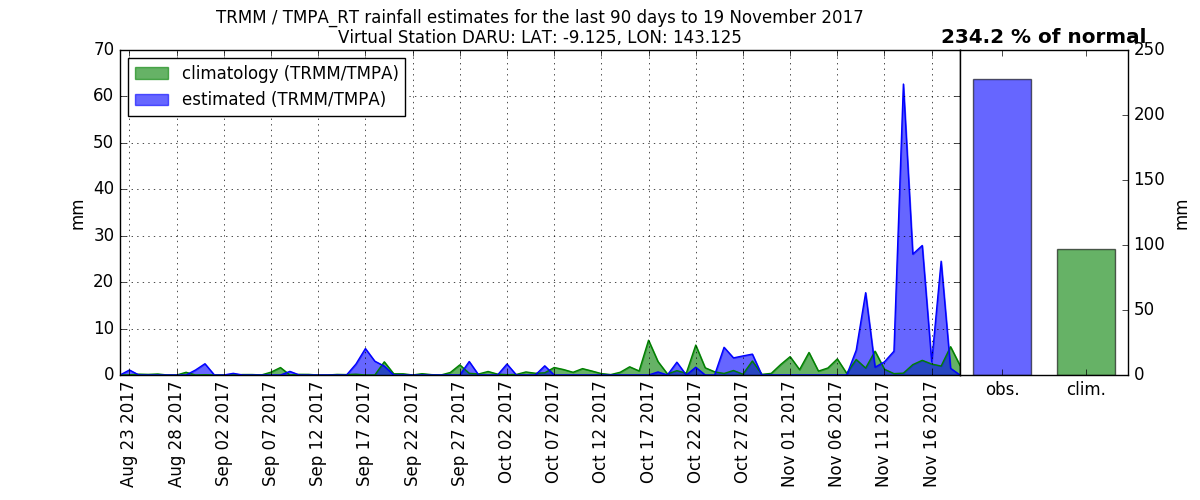 TRMM / TMPA_RT rainfall estimates for the last 90 days to 19 November 2017
Virtual Station DARU: LAT: -9.125, LON: 143.125
234.2 % of normal
climatology (TRMM/TMPA)
estimated (TRMM/TMPA)
70
60
50
40
30
20
10
0
mm
250
200
150
100
50
0
mm
Aug 23 2017
Aug 28 2017
Sep 02 2017
Sep 07 2017
Sep 12 2017
Sep 17 2017
Sep 22 2017
Sep 27 2017
Oct 02 2017
Oct 07 2017
Oct 12 2017
Oct 17 2017
Oct 22 2017
Oct 27 2017
Nov 01 2017
Nov 06 2017
Nov 11 2017
Nov 16 2017
obs.
clim.